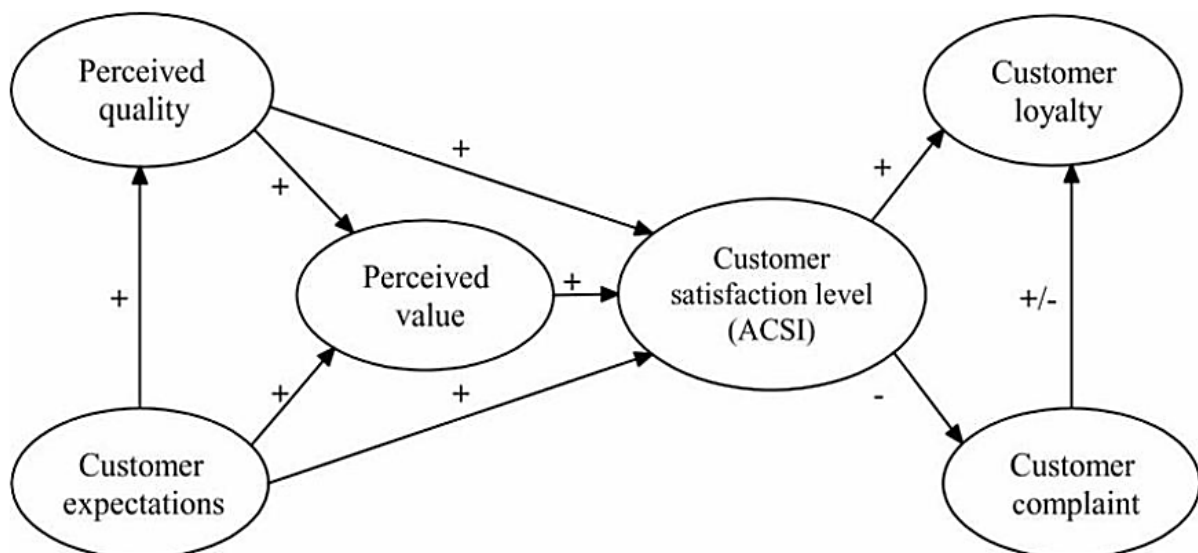 Perceived
quality
Customer
loyalty
+
+
+
Perceived
value
+
Customer
satisfaction level
(ACSI)
+
+/-
+
+
-
Customer
expectations
Customer
complaint